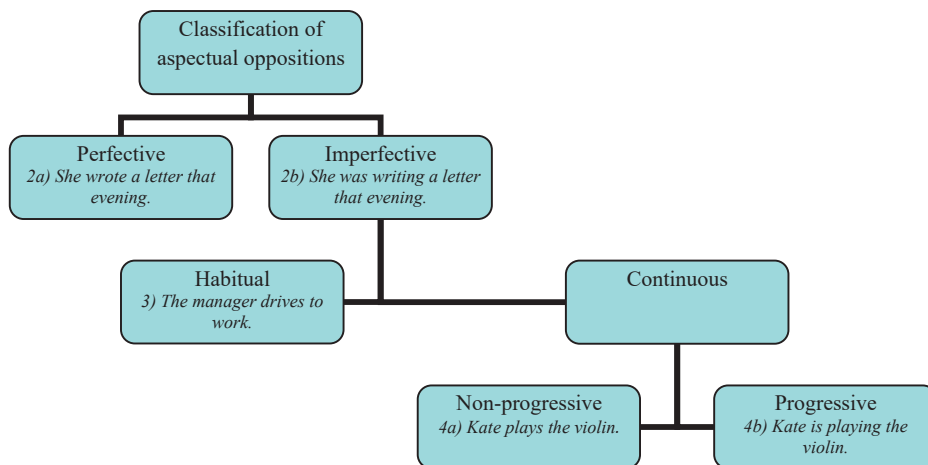 Classification of
aspectual oppositions
Perfective
2a) She wrote a letter that
evening.
Imperfective
2b) She was writing a letter
that evening.
Habitual
3) The manager drives to
work.
Continuous
Non-progressive
4a) Kate plays the violin.
Progressive
4b) Kate is playing the
violin.